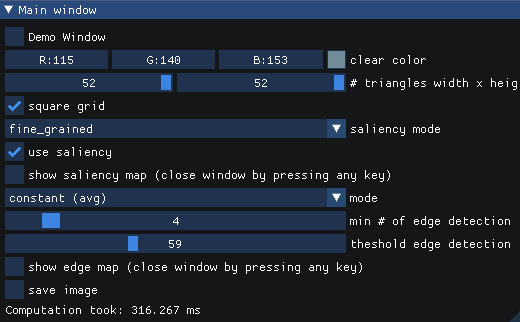 Main window
Demo Window
R:115 G:140 B:153 clear color
52 52 # triangles width x heig
square grid
fine_grained saliency mode
use saliency
show saliency map (close window by pressing any key)
constant (avg) mode
4 min # of edge detection
59 theshold edge detection
show edge map (close window by pressing any key)
save image
Computation took: 316.267 ms